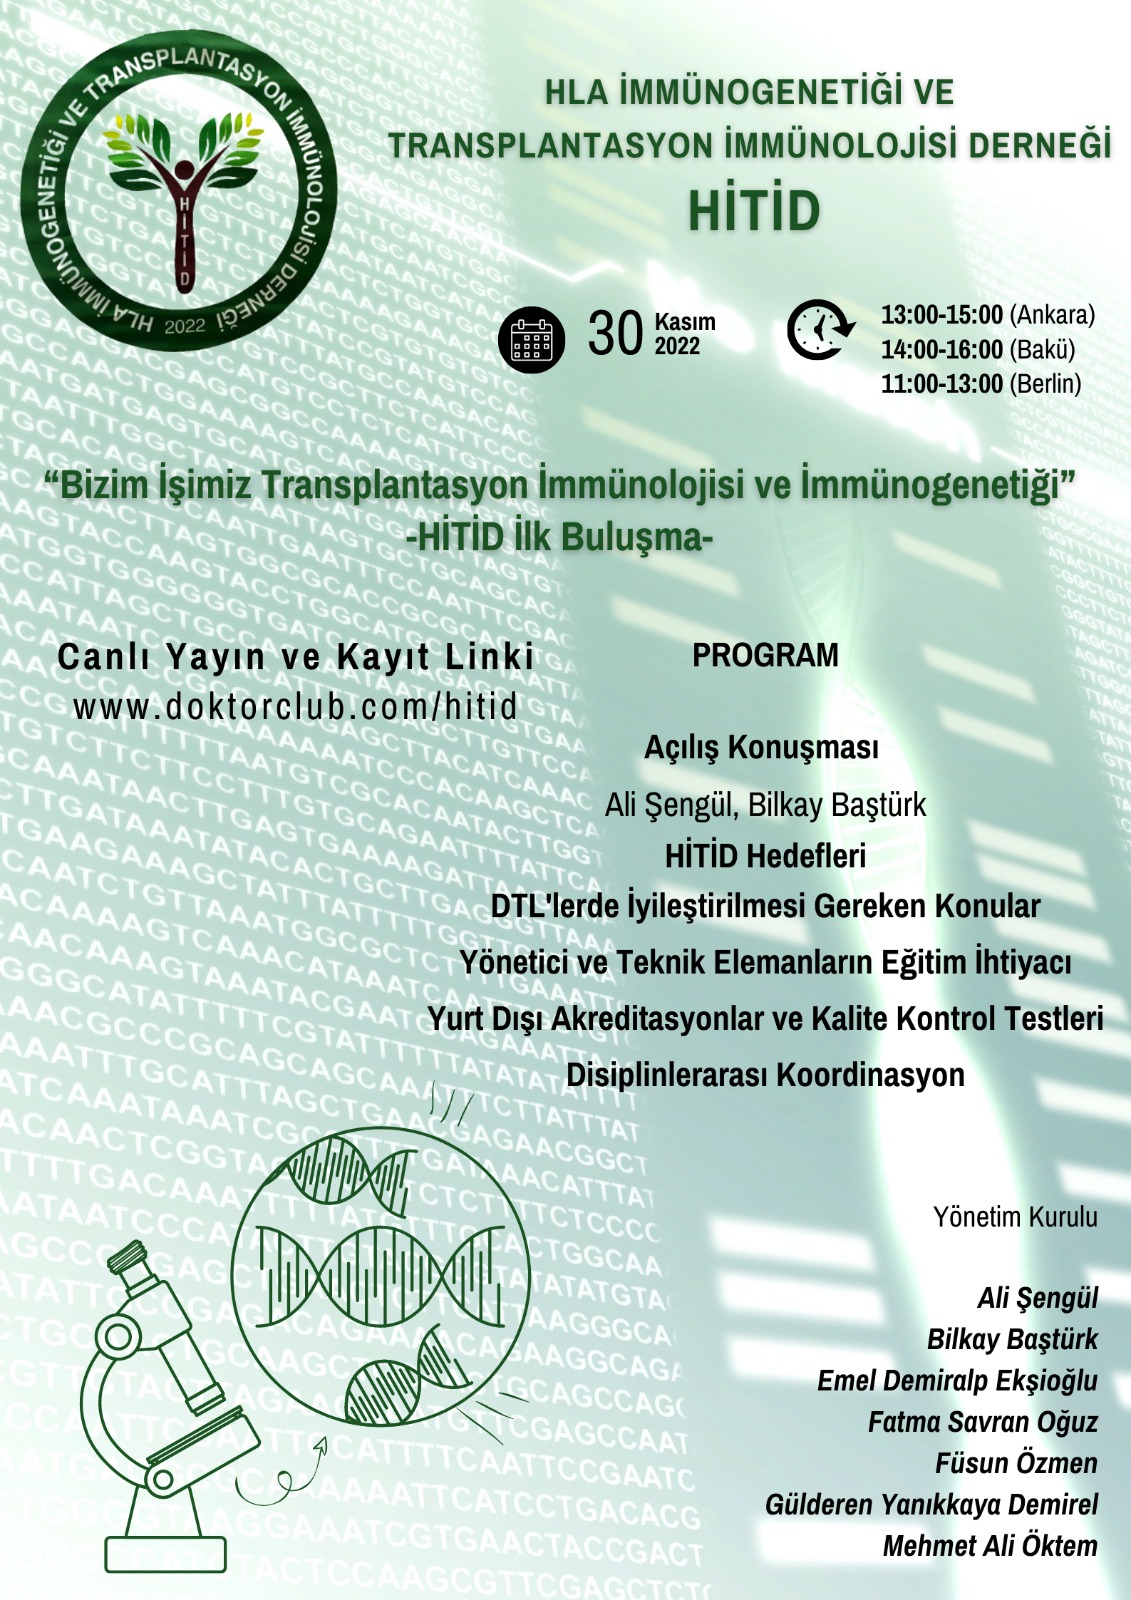 HLA İMMÜNOGENETİĞİ VE TRANSPLANTASYON İMMÜNOLOJİSİ DERNEĞİ
2022
HİTİD
HLA İMMÜNOGENETİĞİ VE
TRANSPLANTASYON İMMÜNOLOJİSİ DERNEĞİ
HİTİD
30 Kasım
2022
13:00-15:00 (Ankara)
14:00-16:00 (Bakü)
11:00-13:00 (Berlin)
“Bizim İşimiz Transplantasyon İmmünolojisi ve İmmünogenetiği”
-HİTİD İlk Buluşma-
Canlı Yayın ve Kayıt Linki
www.doktorclub.com/hitid
PROGRAM
Açılış Konuşması
Ali Şengül, Bilkay Baştürk
HİTİD Hedefleri
DTL'lerde İyileştirilmesi Gereken Konular
Yönetici ve Teknik Elemanların Eğitim İhtiyacı
Yurt Dışı Akreditasyonlar ve Kalite Kontrol Testleri
Disiplinlerarası Koordinasyon
Yönetim Kurulu
Ali Şengül
Bilkay Baştürk
Emel Demiralp Ekşioğlu
Fatma Savran Oğuz
Füsun Özmen
Gülderen Yanıkkaya Demirel
Mehmet Ali Öktem